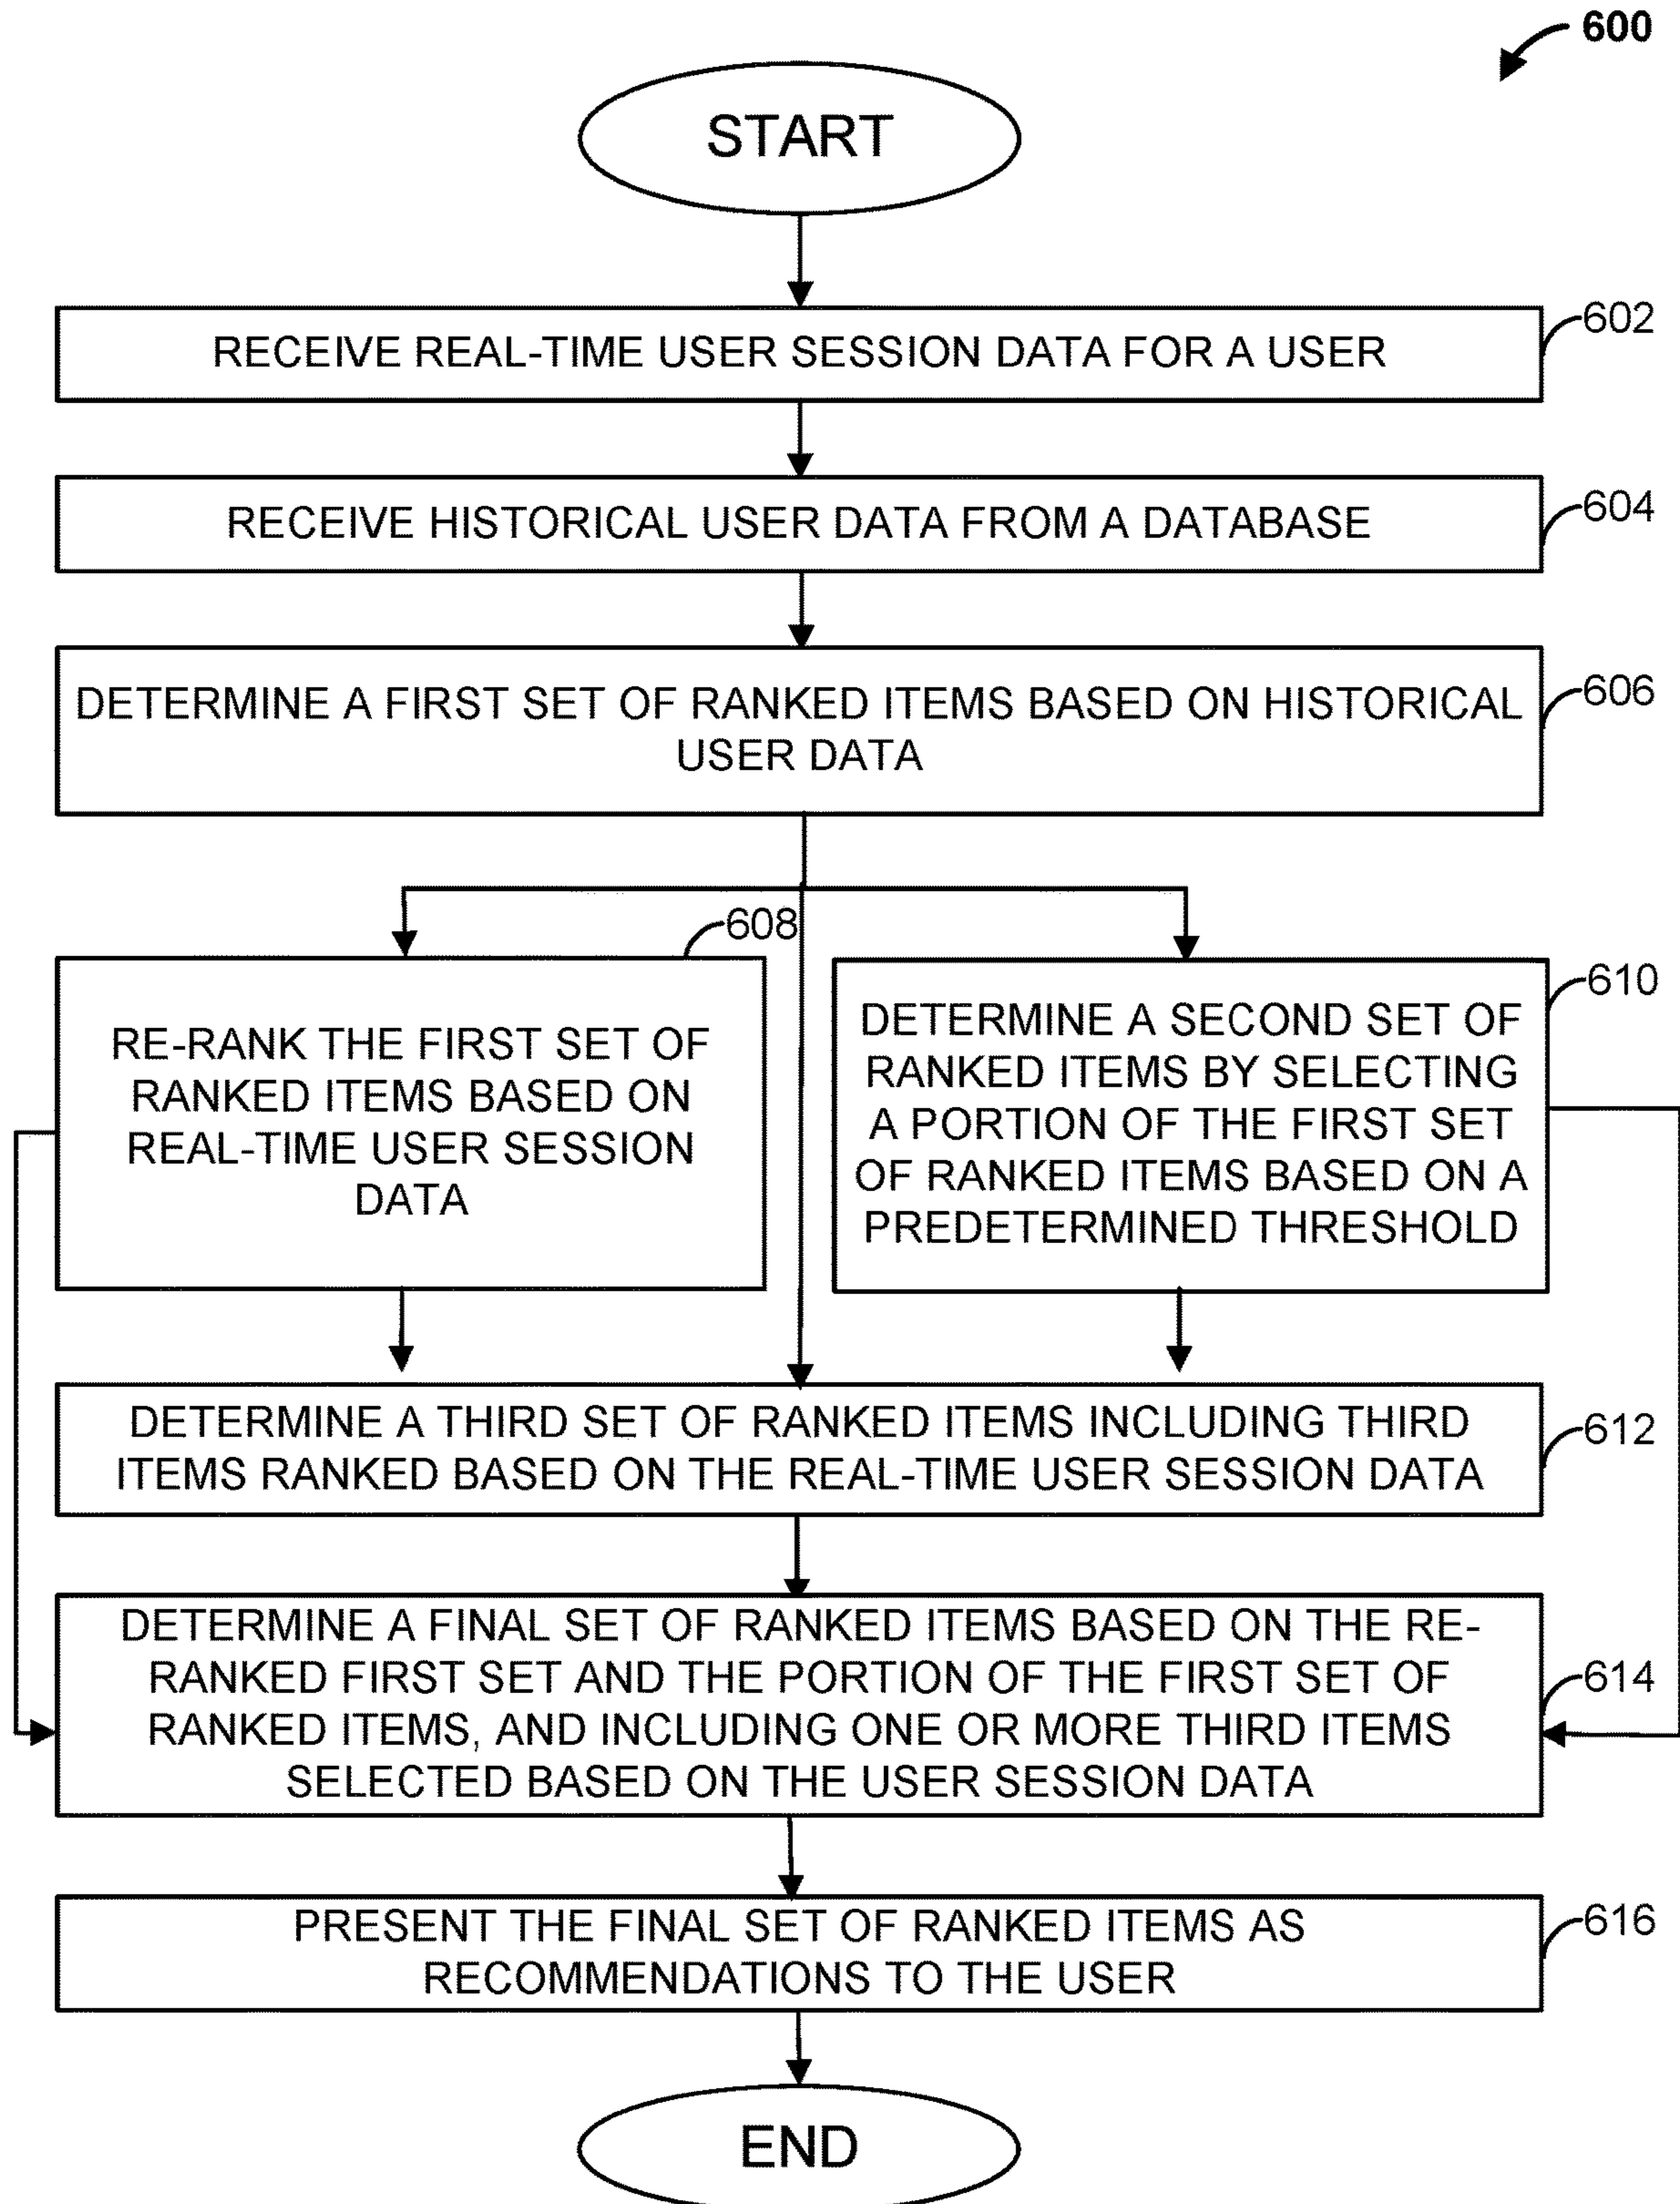 600
START
RECEIVE REAL-TIME USER SESSION DATA FOR A USER
602
RECEIVE HISTORICAL USER DATA FROM A DATABASE
604
DETERMINE A FIRST SET OF RANKED ITEMS BASED ON HISTORICAL
USER DATA
606
608
RE-RANK THE FIRST SET OF
RANKED ITEMS BASED ON
REAL-TIME USER SESSION
DATA
610
DETERMINE A SECOND SET OF
RANKED ITEMS BY SELECTING
A PORTION OF THE FIRST SET
OF RANKED ITEMS BASED ON A
PREDETERMINED THRESHOLD
DETERMINE A THIRD SET OF RANKED ITEMS INCLUDING THIRD
ITEMS RANKED BASED ON THE REAL-TIME USER SESSION DATA
612
DETERMINE A FINAL SET OF RANKED ITEMS BASED ON THE RE-
RANKED FIRST SET AND THE PORTION OF THE FIRST SET OF
RANKED ITEMS, AND INCLUDING ONE OR MORE THIRD ITEMS
SELECTED BASED ON THE USER SESSION DATA
614
PRESENT THE FINAL SET OF RANKED ITEMS AS
RECOMMENDATIONS TO THE USER
616
END